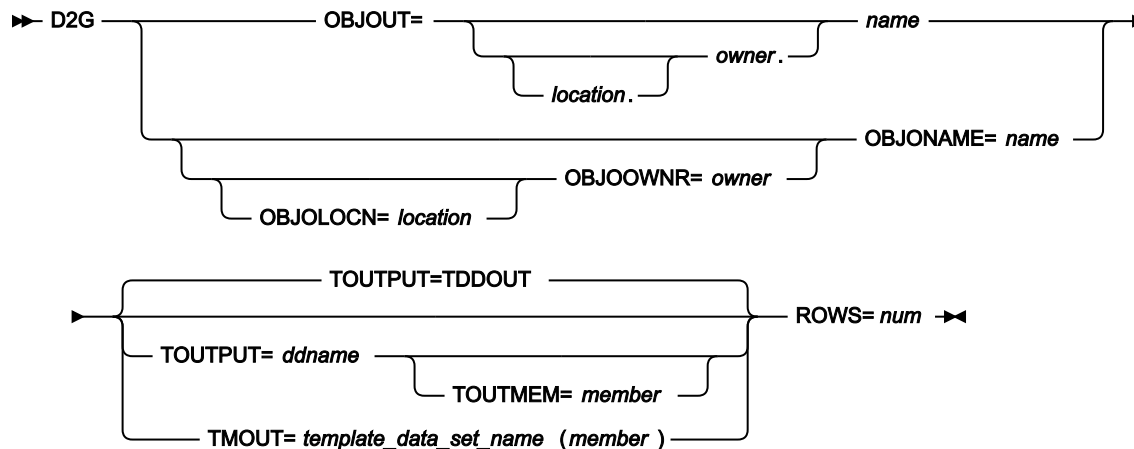 D2G OBJOUT= name
owner.
location.
OBJONAME= name
OBJOOWNR= owner
OBJOLOCN= location
TOUTPUT=TDDOUT
ROWS= num
TOUTPUT= ddname
TOUTMEM= member
TMOUT= template_data_set_name (member )